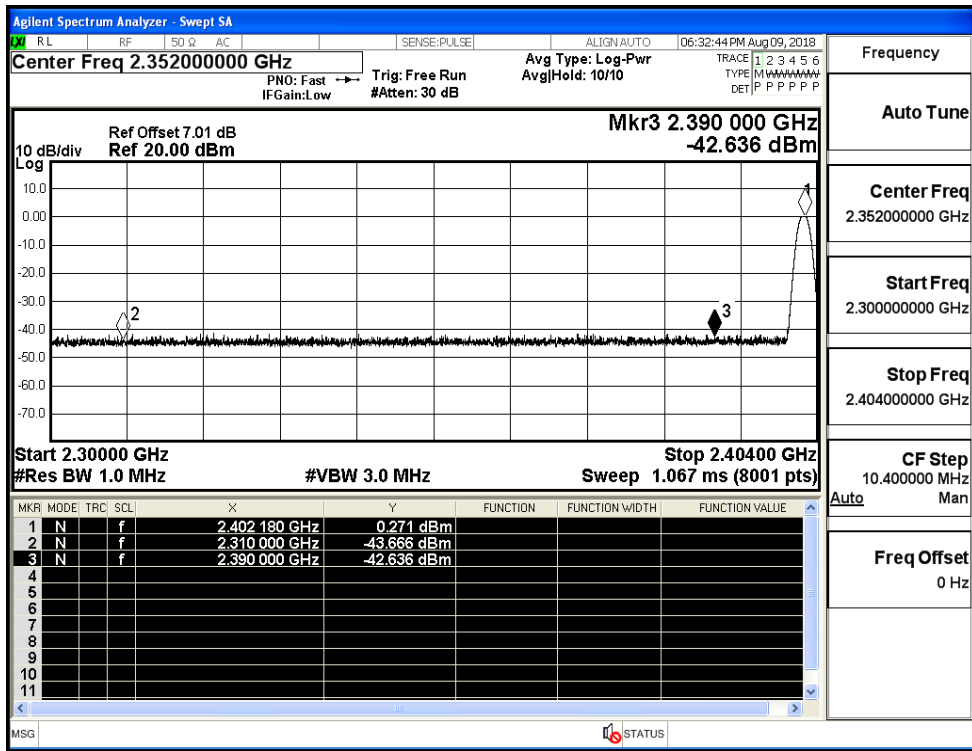 Agilent Spectrum Analyzer - Swept SA
LXI RL RF 50 Ω AC SENSE:PULSE ALIGN AUTO 06:32:44 PM Aug 09, 2018
Center Freq 2.352000000 GHz
PNO: Fast
IFGain:Low
Trig: Free Run
#Atten: 30 dB
Avg Type: Log-Pwr
Avg|Hold: 10/10
TRACE 1 2 3 4 5 6
TYPE M W W W W W
DET P P P P P P
Ref Offset 7.01 dB
10 dB/div Ref 20.00 dBm
Log
Mkr3 2.390 000 GHz
-42.636 dBm
10.0
0.00
-10.0
-20.0
-30.0
-40.0
-50.0
-60.0
-70.0
1
2
3
Start 2.30000 GHz Stop 2.40400 GHz
#Res BW 1.0 MHz #VBW 3.0 MHz Sweep 1.067 ms (8001 pts)
MKR MODE TRC SCL X Y FUNCTION FUNCTION WIDTH FUNCTION VALUE
1 N f 2.402 180 GHz 0.271 dBm
2 N f 2.310 000 GHz -43.666 dBm
3 N f 2.390 000 GHz -42.636 dBm
4
5
6
7
8
9
10
11
MSG STATUS
Frequency
Auto Tune
Center Freq
2.352000000 GHz
Start Freq
2.300000000 GHz
Stop Freq
2.404000000 GHz
CF Step
10.400000 MHz
Auto Man
Freq Offset
0 Hz